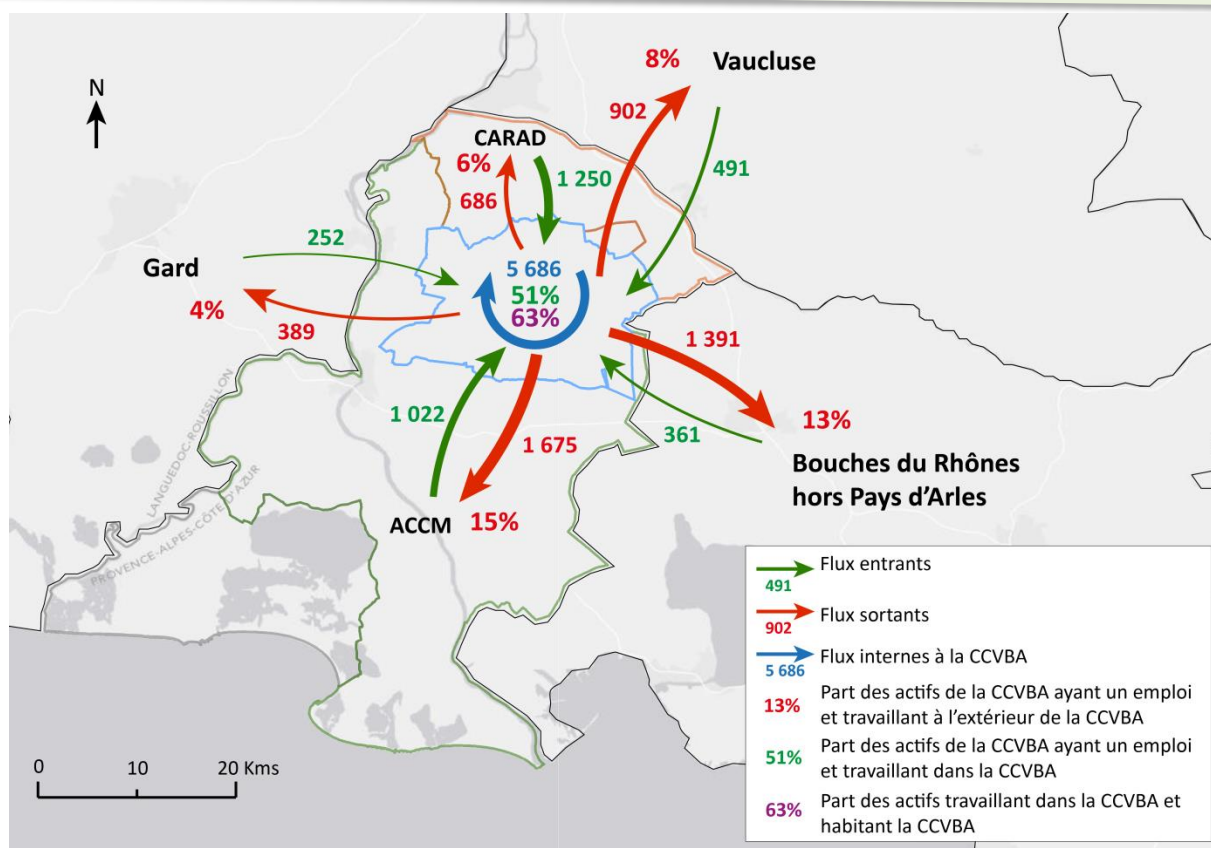 8%
Vaucluse
N
902
CARAD
6%
1 250
491
686
252
5 686
Gard
51%
63%
4%
389
1 391
1 022
361
13%
1 675
Bouches du Rhônes
hors Pays d'Arles
LANGUEDOC-ROUSSILLON
PROVENCE-ALPES-CÔTE D'AZUR
ACCM
15%
Flux entrants
491
Flux sortants
902
Flux internes à la CCVBA
5 686
13%
Part des actifs de la CCVBA ayant un emploi
et travaillant à l'extérieur de la CCVBA
51%
Part des actifs de la CCVBA ayant un emploi
et travaillant dans la CCVBA
63%
Part des actifs travaillant dans la CCVBA et
habitant la CCVBA
0 10 20 Kms